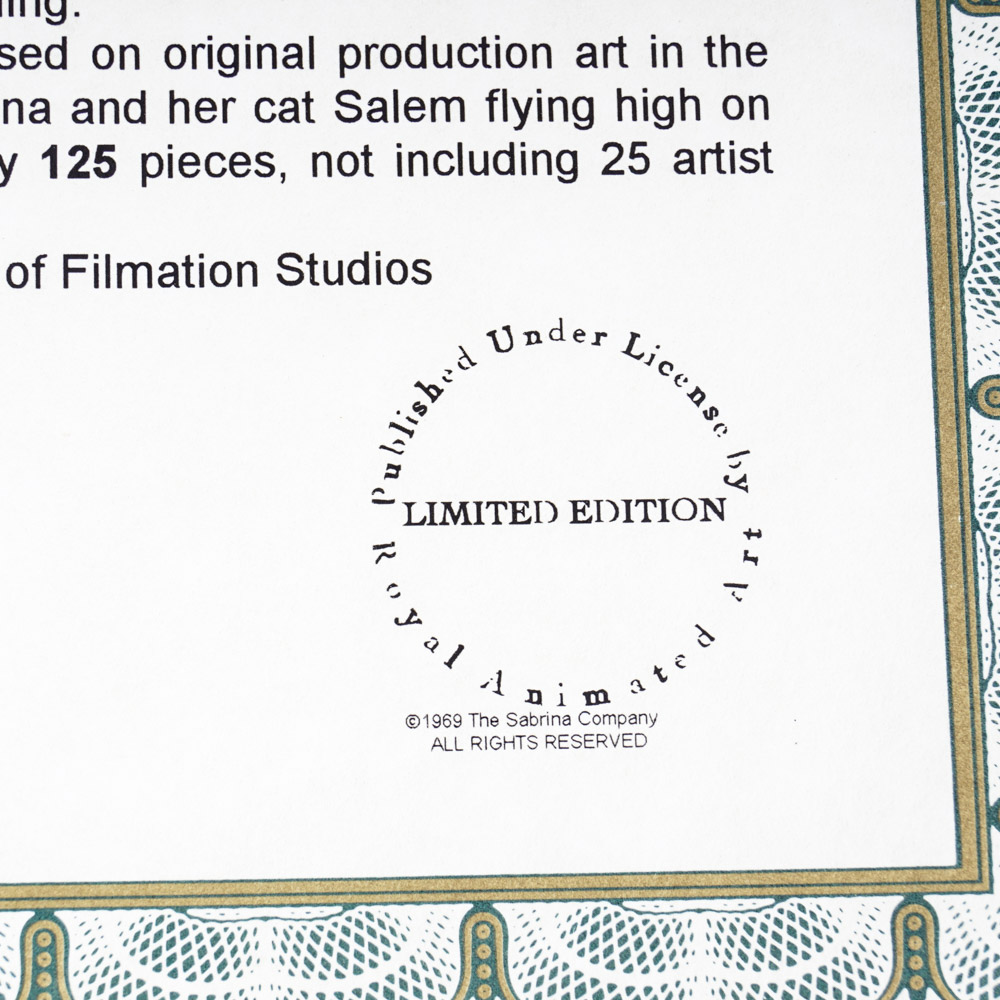 ing.
sed on original production art in the
na and her cat Salem flying high on
y 125 pieces, not including 25 artist
of Filmation Studios
Published Under License by
LIMITED EDITION
Royal Animated Art
©1969 The Sabrina Company
ALL RIGHTS RESERVED